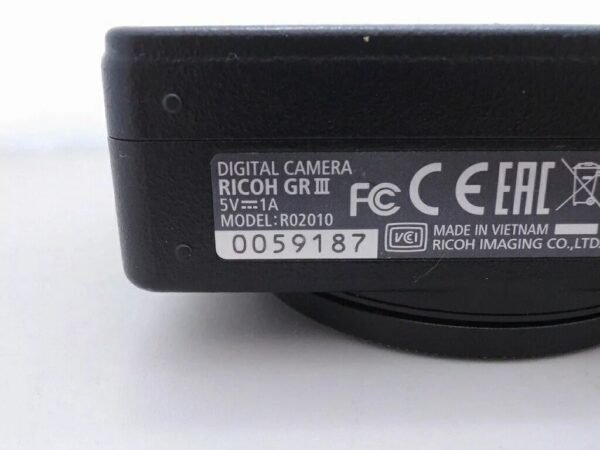 DIGITAL CAMERA
RICOH GR III
5V⎓1A
MODEL:R02010
FC CE EAC
0059187
VCI
MADE IN VIETNAM
RICOH IMAGING CO.,LTD.